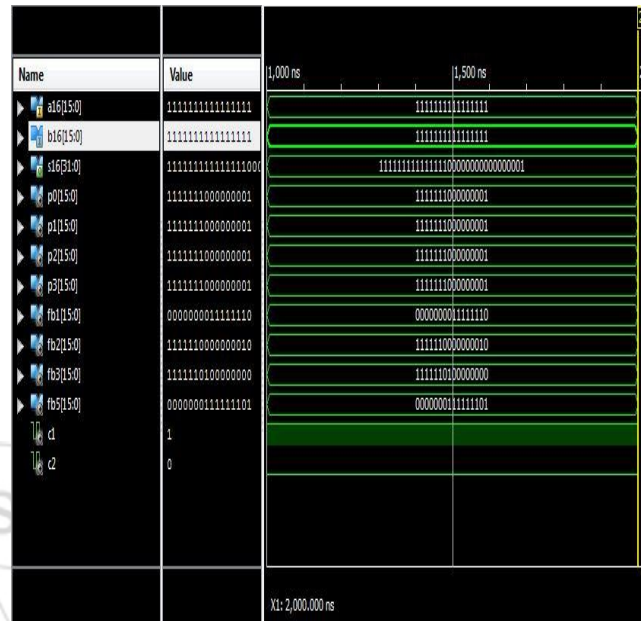 Name Value 1,000 ns 1,500 ns
a16[15:0] 1111111111111111 1111111111111111
b16[15:0] 1111111111111111 1111111111111111
s16[31:0] 1111111111111111000 11111111111111110000000000000001
p0[15:0] 1111111000000001 1111111000000001
p1[15:0] 1111111000000001 1111111000000001
p2[15:0] 1111111000000001 1111111000000001
p3[15:0] 1111111000000001 1111111000000001
fb1[15:0] 0000000011111110 0000000011111110
fb2[15:0] 1111110000000010 1111110000000010
fb3[15:0] 1111110100000000 1111110100000000
fb5[15:0] 0000000111111101 0000000111111101
c1 1
c2 0
X1: 2,000.000 ns